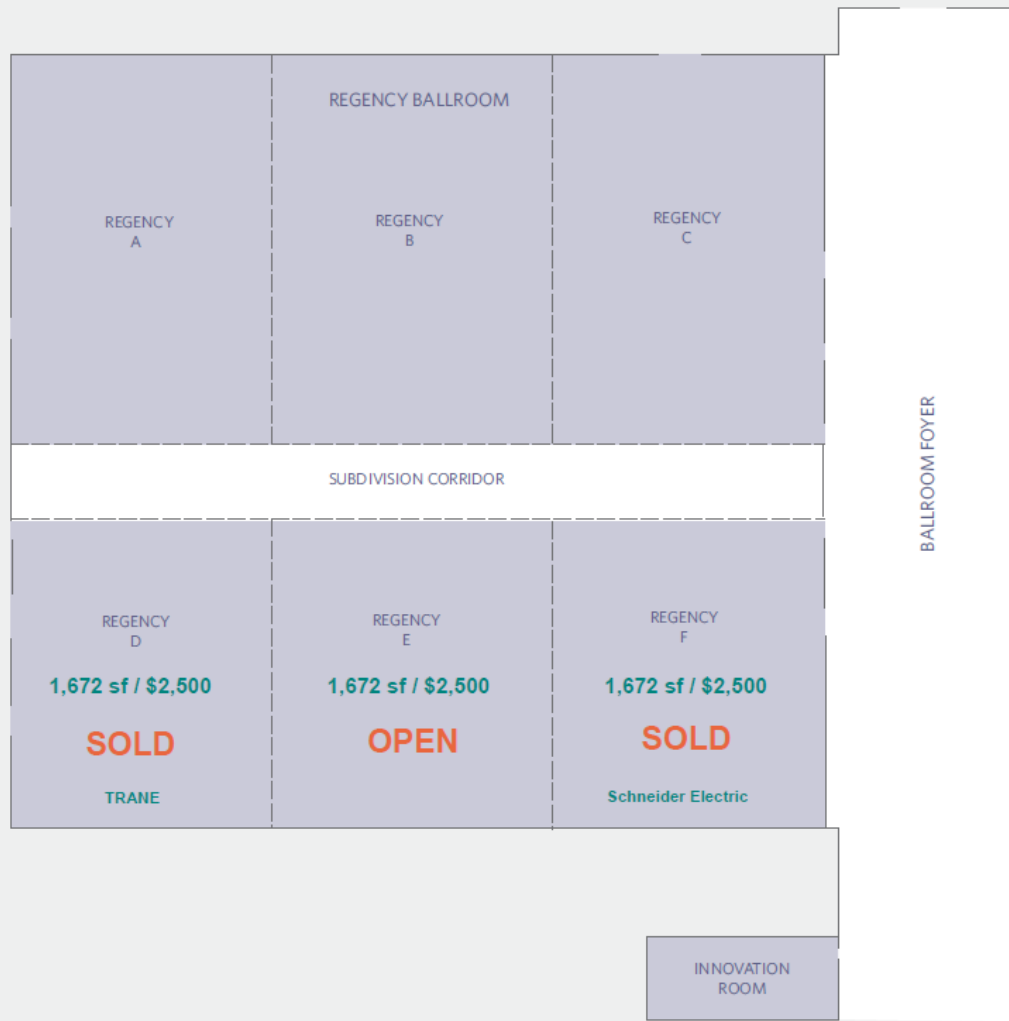 REGENCY BALLROOM
REGENCY
A
REGENCY
B
REGENCY
C
SUBDIVISION CORRIDOR
BALLROOM FOYER
REGENCY
D
1,672 sf / $2,500
SOLD
TRANE
REGENCY
E
1,672 sf / $2,500
OPEN
REGENCY
F
1,672 sf / $2,500
SOLD
Schneider Electric
INNOVATION
ROOM